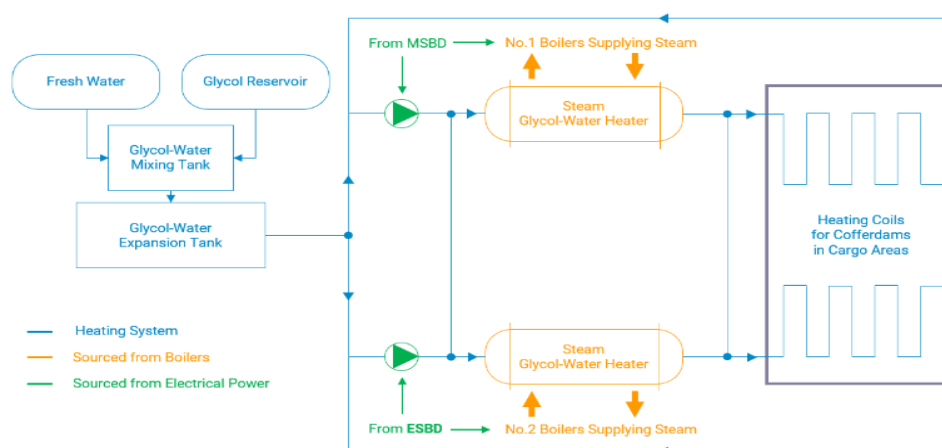 From MSBD
No.1 Boilers Supplying Steam
Fresh Water
Glycol Reservoir
Steam
Glycol-Water Heater
Glycol-Water
Mixing Tank
Glycol-Water
Expansion Tank
Heating Coils
for Cofferdams
in Cargo Areas
Heating System
Sourced from Boilers
Sourced from Electrical Power
Steam
Glycol-Water Heater
From ESBD
No.2 Boilers Supplying Steam